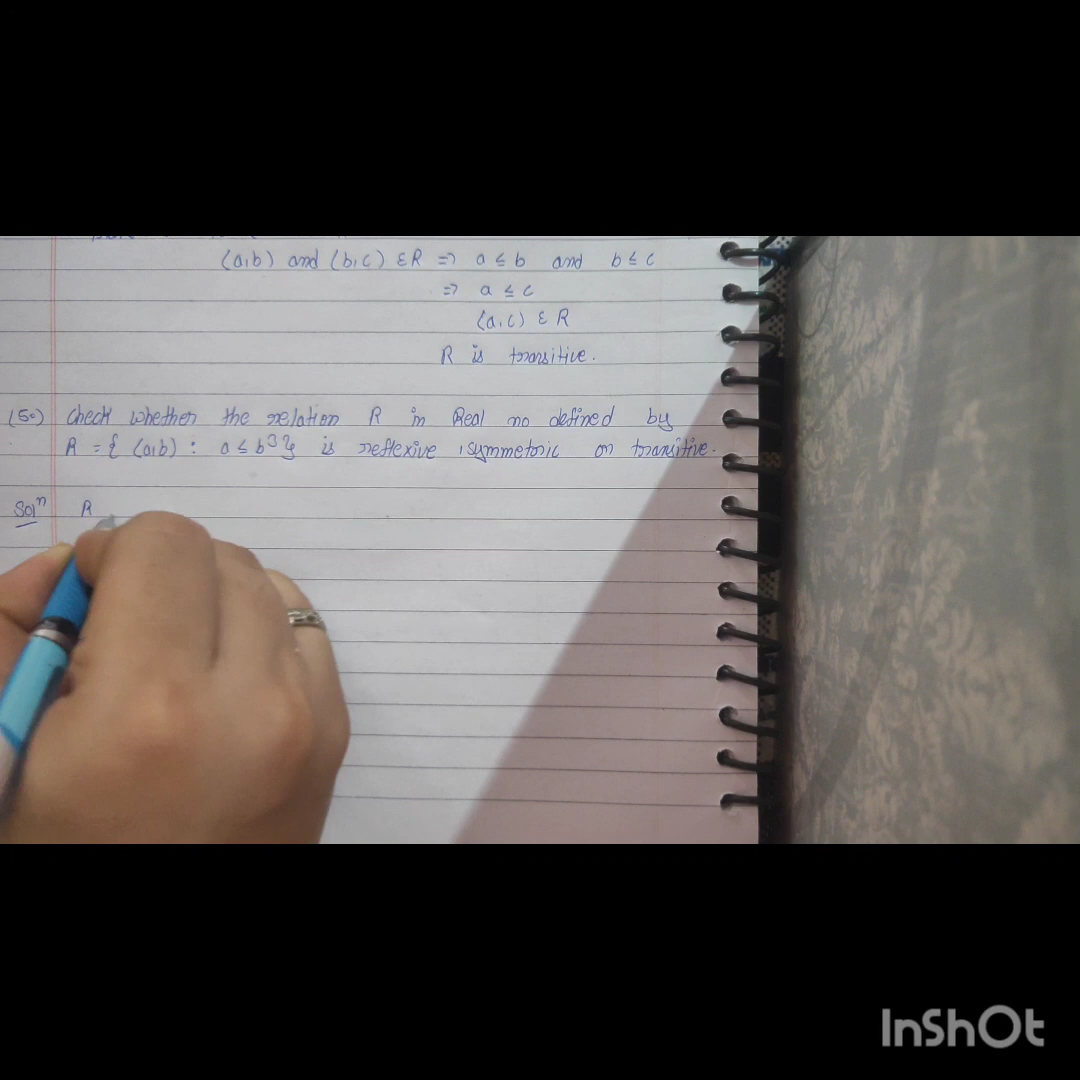 (a,b) and (b,c) ε R => a ≤ b and b ≤ c
=> a ≤ c
(a,c) ε R
R is transitive.
(5.) Check whether the relation R in Real no defined by
R = { (a,b) : a ≤ b³} is reflexive , symmetric or transitive.
Solⁿ R
InShOt